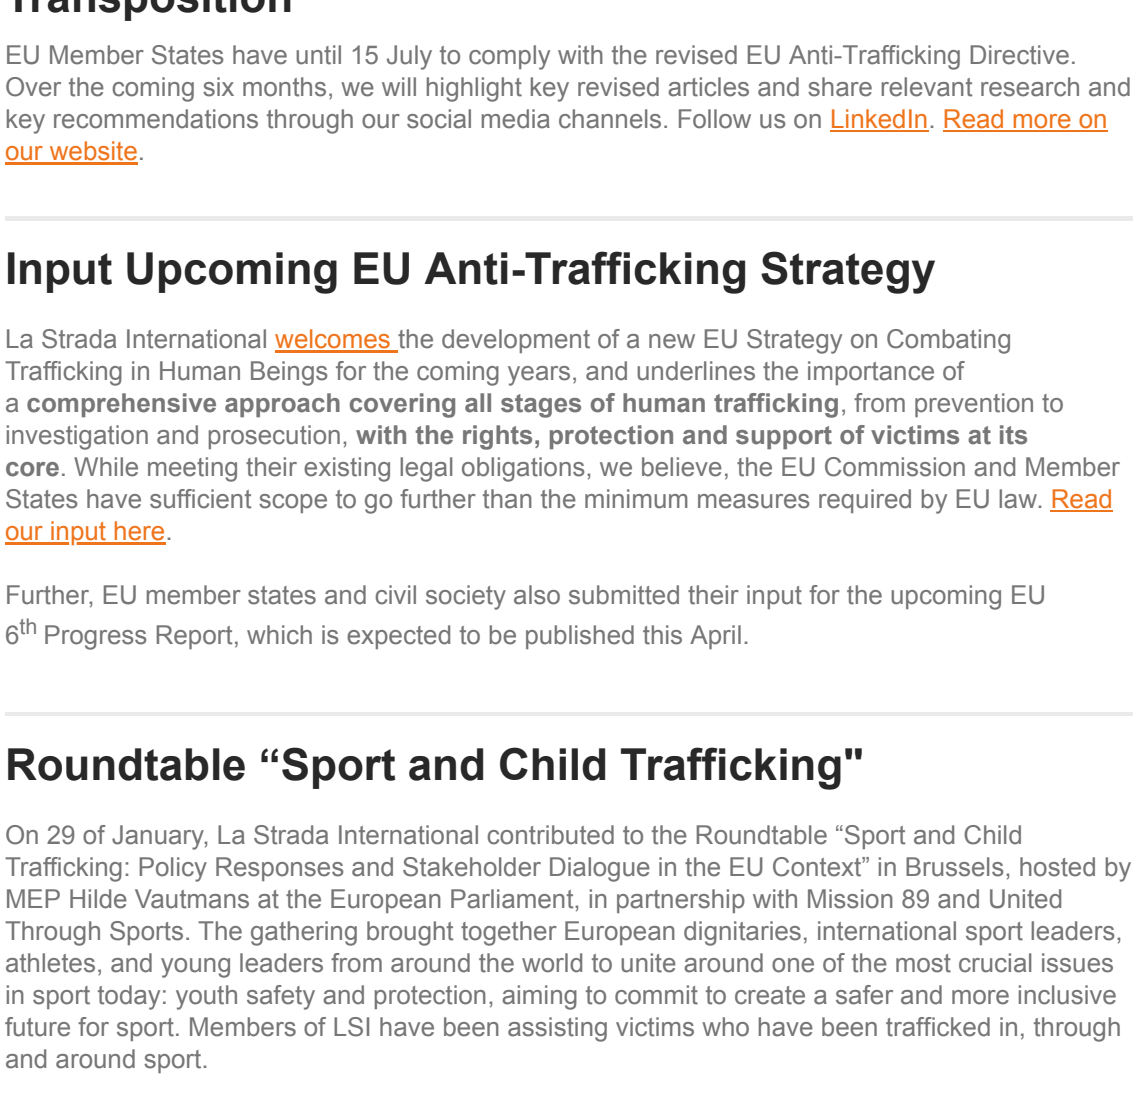 Transposition
EU Member States have until 15 July to comply with the revised EU Anti-Trafficking Directive.
Over the coming six months, we will highlight key revised articles and share relevant research and
key recommendations through our social media channels. Follow us on LinkedIn. Read more on
our website.
Input Upcoming EU Anti-Trafficking Strategy
La Strada International welcomes the development of a new EU Strategy on Combating
Trafficking in Human Beings for the coming years, and underlines the importance of
a comprehensive approach covering all stages of human trafficking, from prevention to
investigation and prosecution, with the rights, protection and support of victims at its
core. While meeting their existing legal obligations, we believe, the EU Commission and Member
States have sufficient scope to go further than the minimum measures required by EU law. Read
our input here.
Further, EU member states and civil society also submitted their input for the upcoming EU
6th Progress Report, which is expected to be published this April.
Roundtable “Sport and Child Trafficking"
On 29 of January, La Strada International contributed to the Roundtable “Sport and Child
Trafficking: Policy Responses and Stakeholder Dialogue in the EU Context” in Brussels, hosted by
MEP Hilde Vautmans at the European Parliament, in partnership with Mission 89 and United
Through Sports. The gathering brought together European dignitaries, international sport leaders,
athletes, and young leaders from around the world to unite around one of the most crucial issues
in sport today: youth safety and protection, aiming to commit to create a safer and more inclusive
future for sport. Members of LSI have been assisting victims who have been trafficked in, through
and around sport.